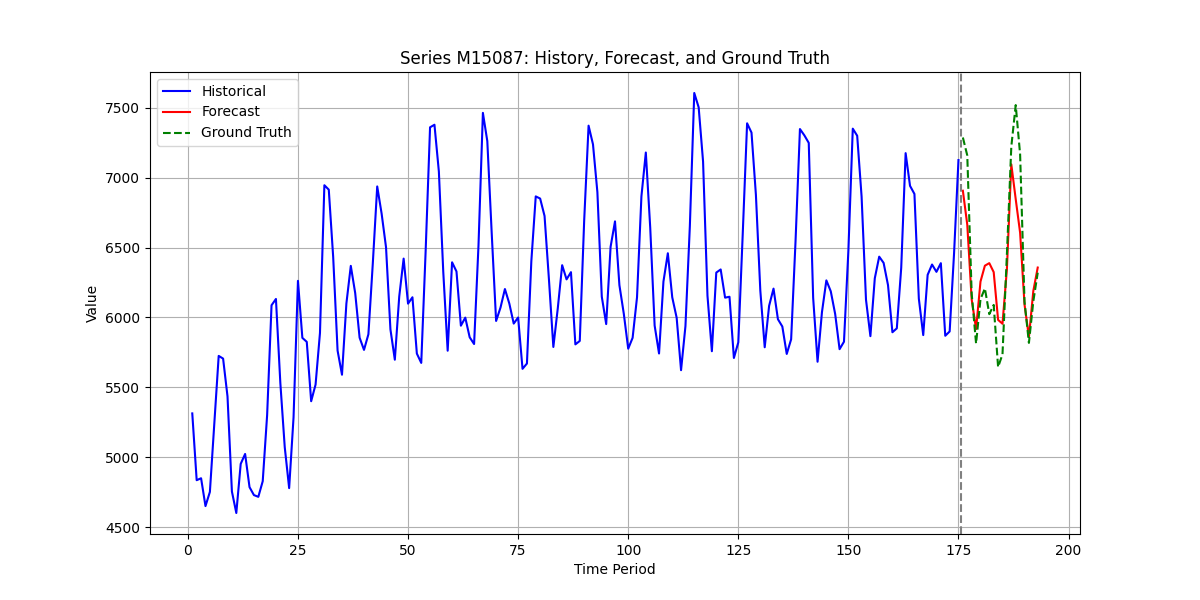 Series M15087: History, Forecast, and Ground Truth
Historical
Forecast
Ground Truth
Value
7500
7000
6500
6000
5500
5000
4500
0 25 50 75 100 125 150 175 200
Time Period